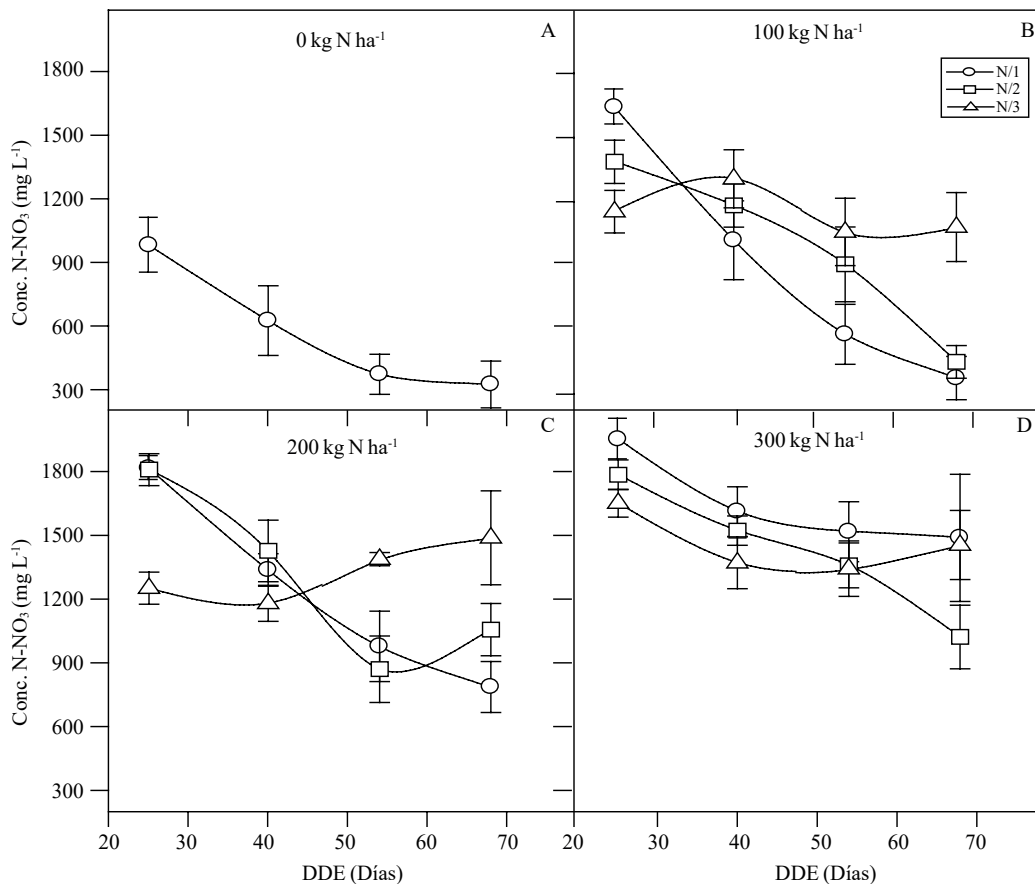 0 kg N ha-1
A
1800
1500
1200
900
600
300
Conc. N-NO3 (mg L-1)
100 kg N ha-1
B
N/1
N/2
N/3
200 kg N ha-1
C
1800
1500
1200
900
600
300
Conc. N-NO3 (mg L-1)
20 30 40 50 60 70
DDE (Días)
300 kg N ha-1
D
20 30 40 50 60 70
DDE (Días)